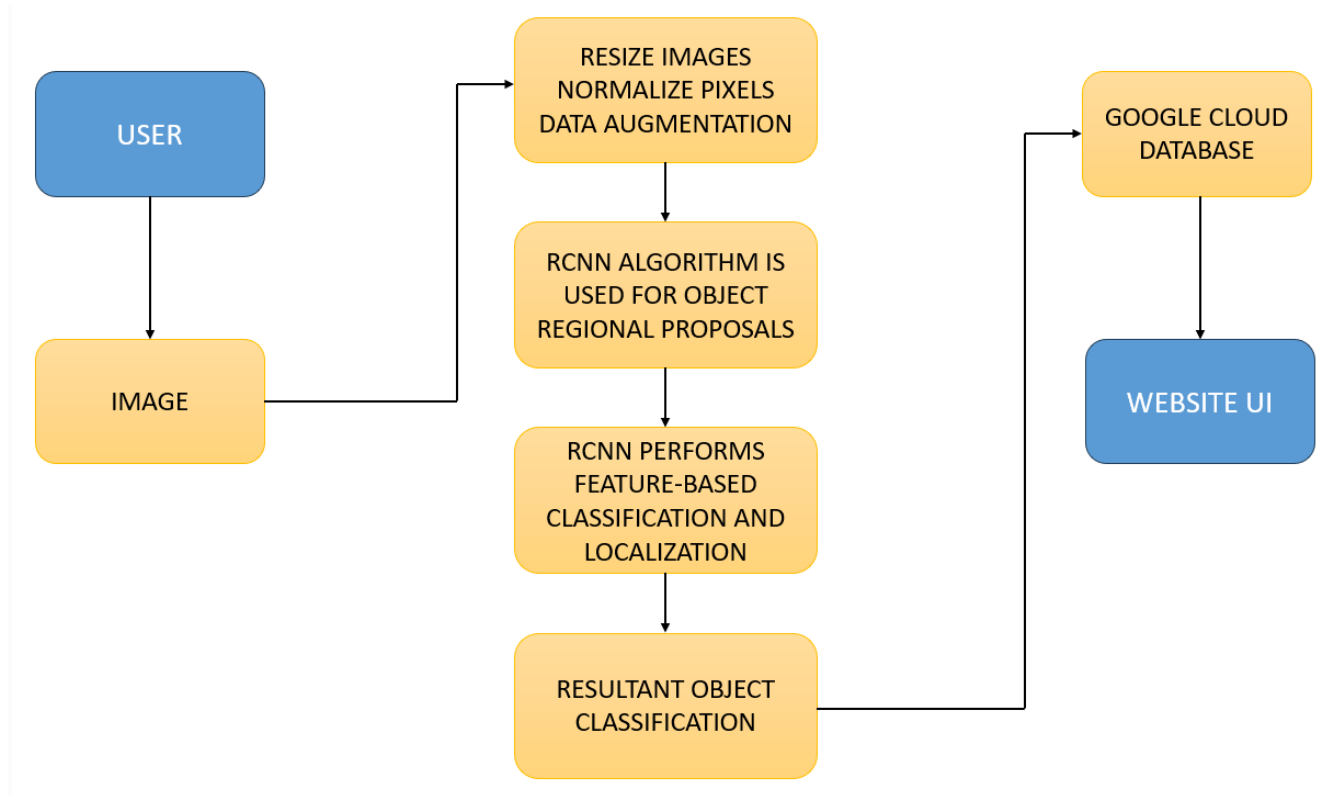 USER
IMAGE
RESIZE IMAGES
NORMALIZE PIXELS
DATA AUGMENTATION
RCNN ALGORITHM IS
USED FOR OBJECT
REGIONAL PROPOSALS
RCNN PERFORMS
FEATURE-BASED
CLASSIFICATION AND
LOCALIZATION
RESULTANT OBJECT
CLASSIFICATION
GOOGLE CLOUD
DATABASE
WEBSITE UI